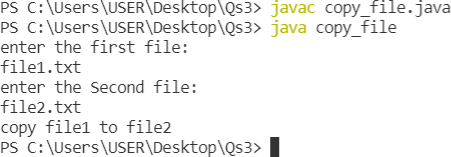 PS C:\Users\USER\Desktop\Qs3> javac copy_file.java
PS C:\Users\USER\Desktop\Qs3> java copy_file
enter the first file:
file1.txt
enter the Second file:
file2.txt
copy file1 to file2
PS C:\Users\USER\Desktop\Qs3>